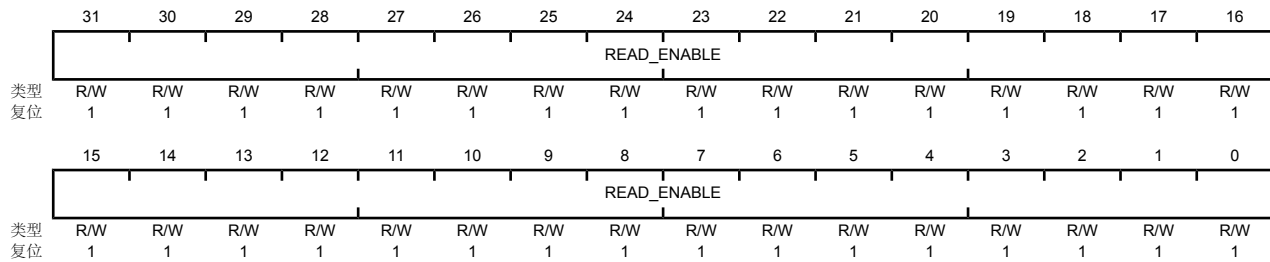 31 30 29 28 27 26 25 24 23 22 21 20 19 18 17 16
READ_ENABLE
类型 R/W R/W R/W R/W R/W R/W R/W R/W R/W R/W R/W R/W R/W R/W R/W R/W
复位 1 1 1 1 1 1 1 1 1 1 1 1 1 1 1 1
15 14 13 12 11 10 9 8 7 6 5 4 3 2 1 0
READ_ENABLE
类型 R/W R/W R/W R/W R/W R/W R/W R/W R/W R/W R/W R/W R/W R/W R/W R/W
复位 1 1 1 1 1 1 1 1 1 1 1 1 1 1 1 1